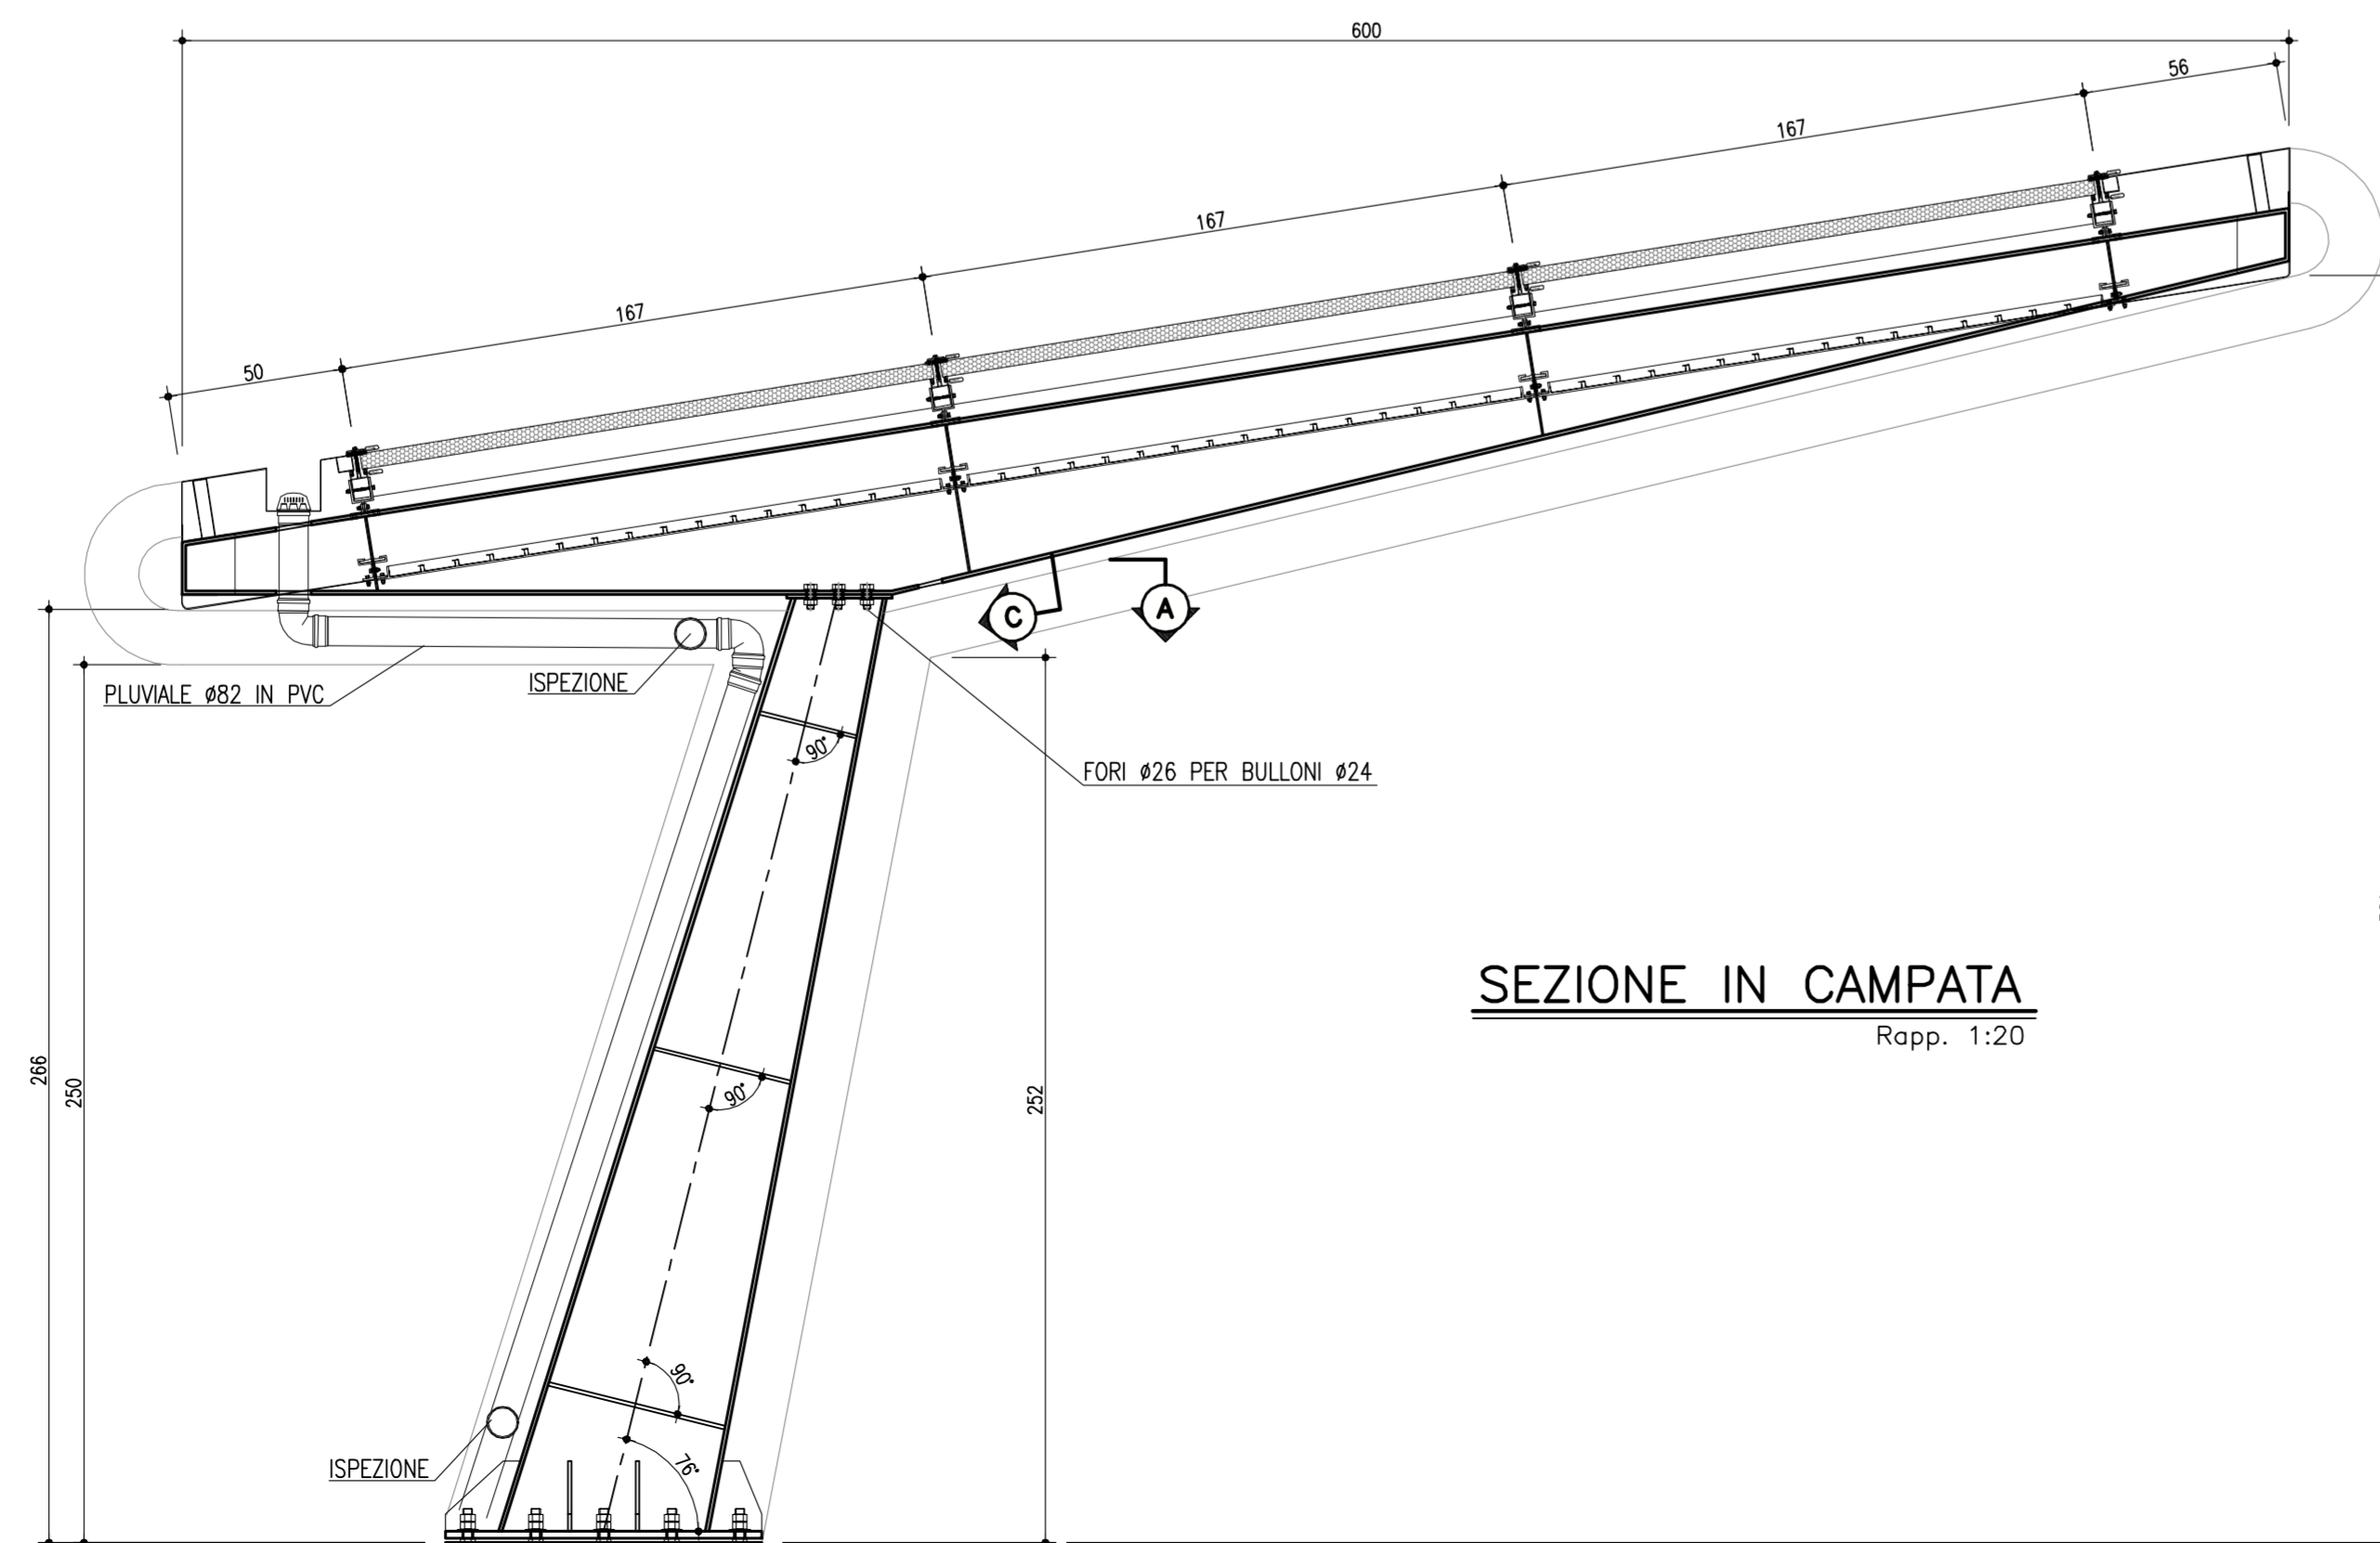 600
56
167
167
167
50
C
A
PLUVIALE ø82 IN PVC
ISPEZIONE
90°
FORI ø26 PER BULLONI ø24
SEZIONE IN CAMPATA
Rapp. 1:20
266
250
252
90°
90°
76°
ISPEZIONE